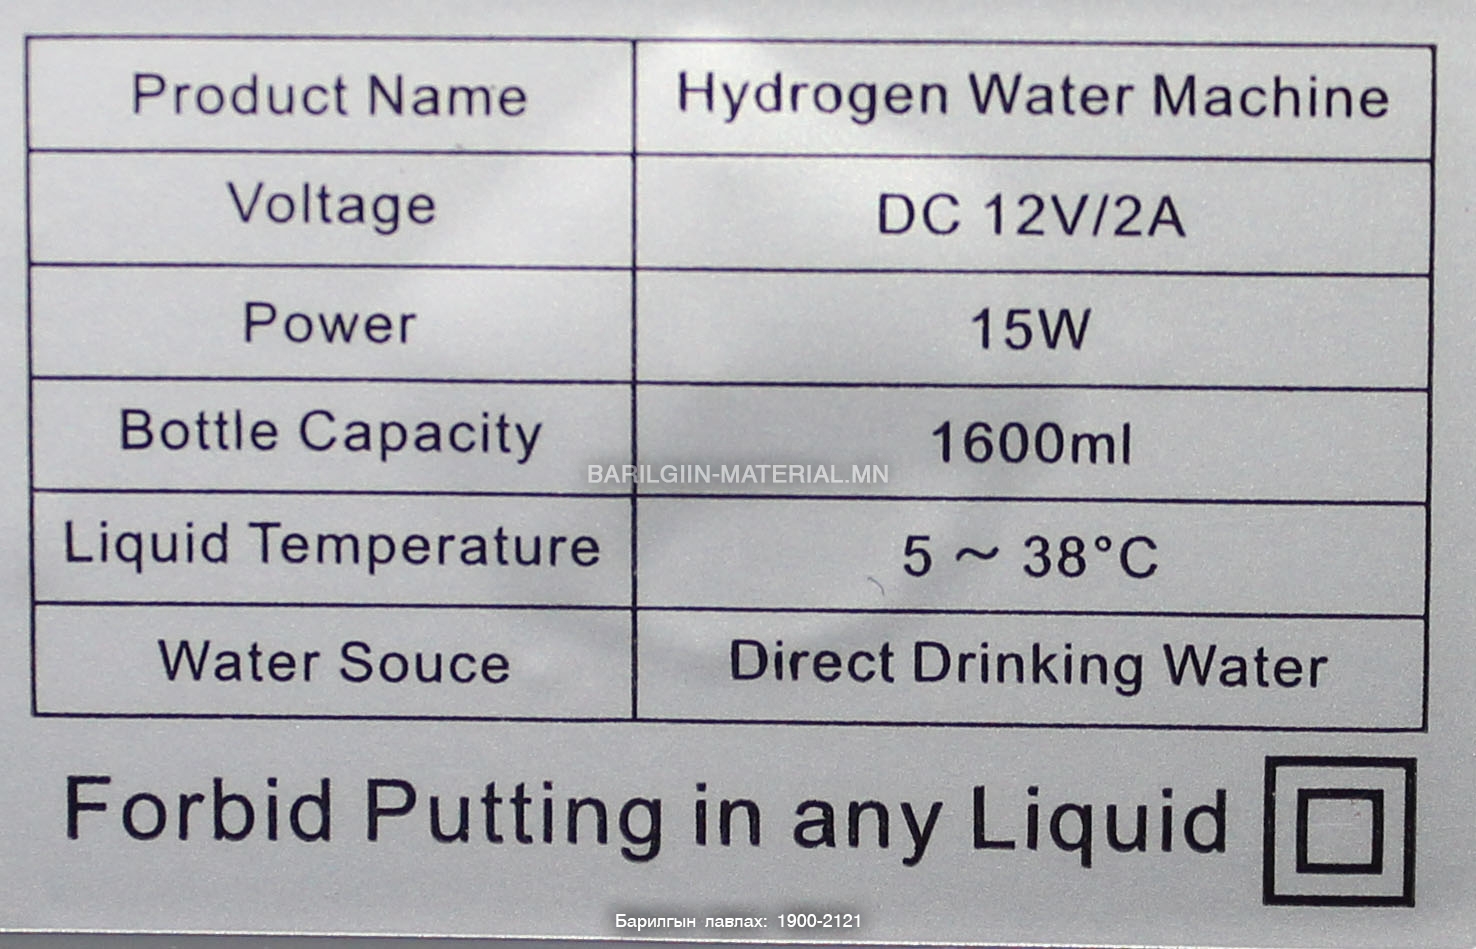 Product Name Hydrogen Water Machine
Voltage DC 12V/2A
Power 15W
Bottle Capacity 1600ml
BARILGIIN-MATERIAL.MN
Liquid Temperature 5 ~ 38°C
Water Souce Direct Drinking Water
Forbid Putting in any Liquid
Барилгын лавлах: 1900-2121